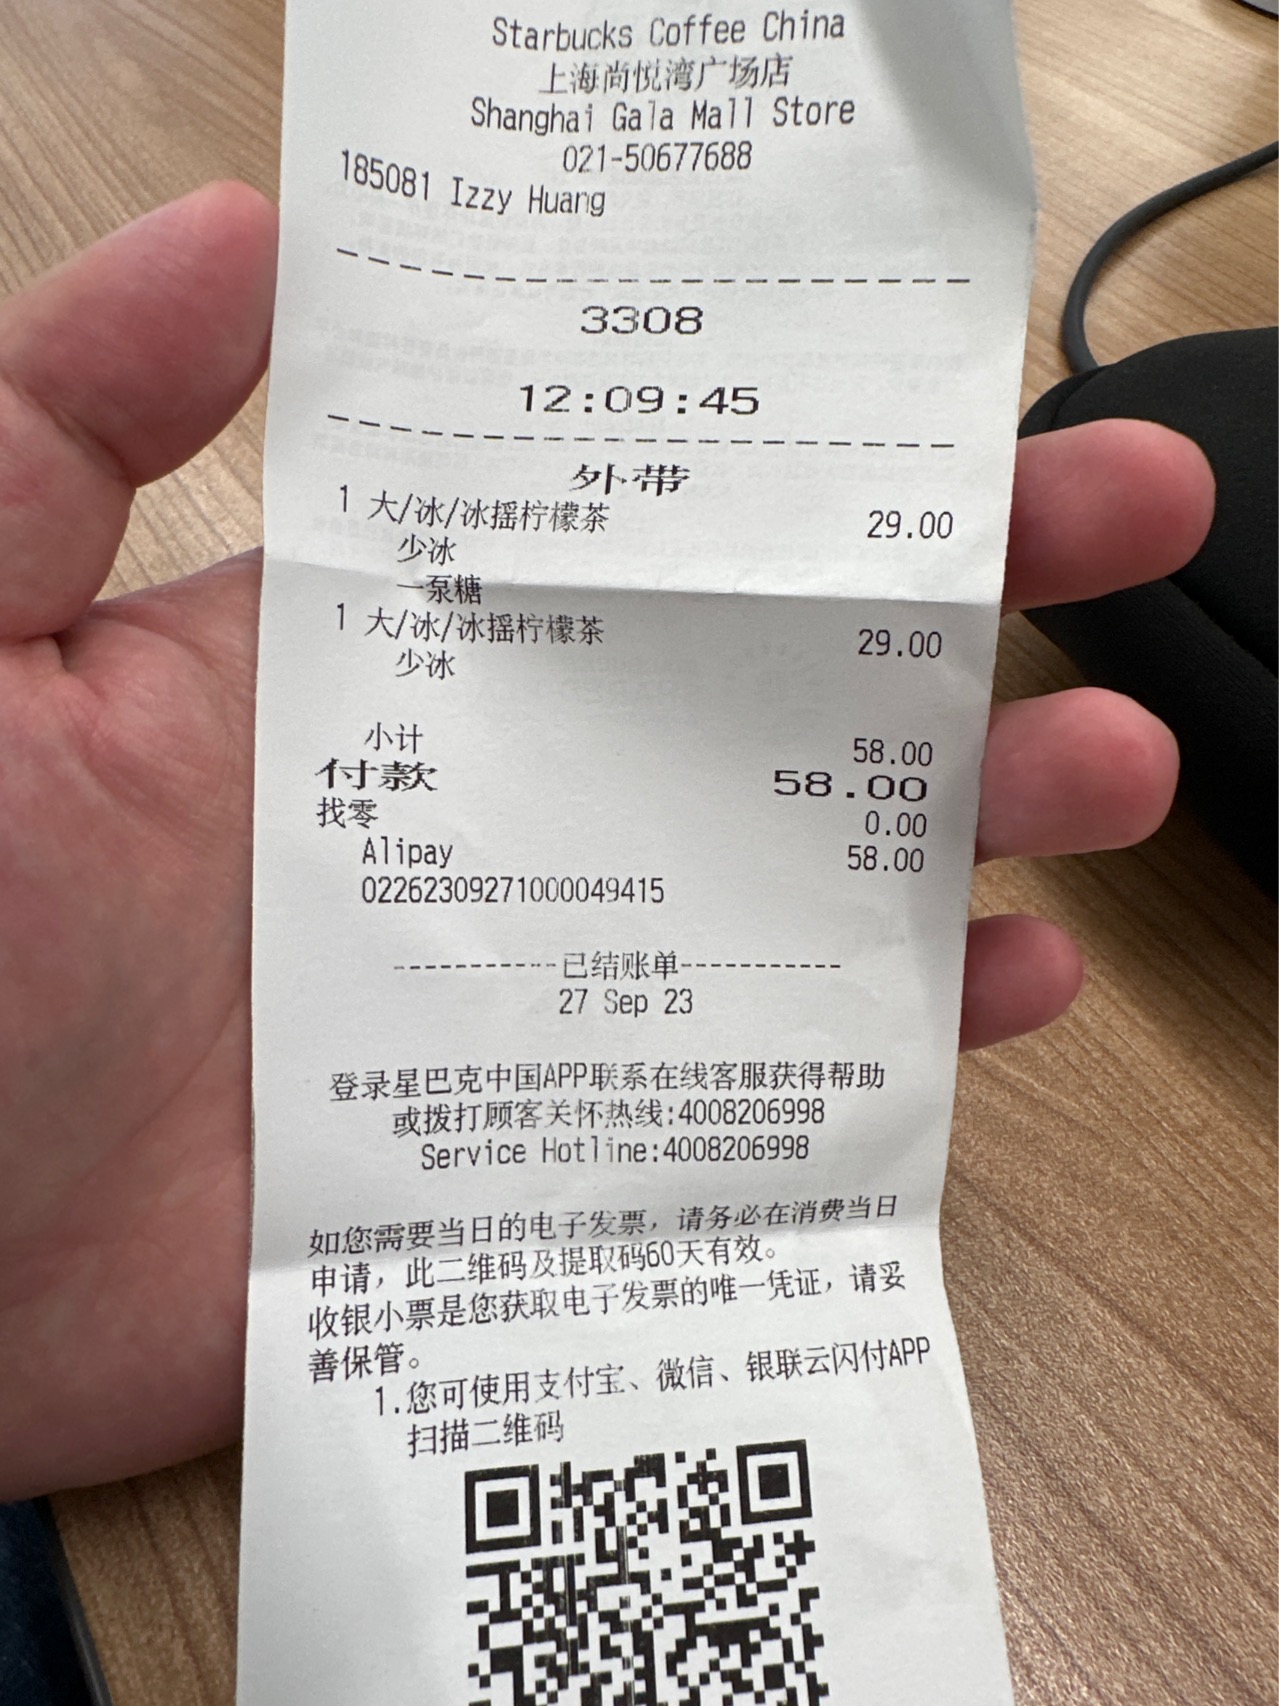 Starbucks Coffee China
上海尚悦湾广场店
Shanghai Gala Mall Store
021-50677688
185081 Izzy Huang
3308
12:09:45
外带
1 大/冰/冰摇柠檬茶 29.00
少冰
一泵糖
1 大/冰/冰摇柠檬茶 29.00
少冰
小计 58.00
付款 58.00
找零 0.00
Alipay 58.00
02262309271000049415
------------已结账单------------
27 Sep 23
登录星巴克中国APP联系在线客服获得帮助
或拨打顾客关怀热线:4008206998
Service Hotline:4008206998
如您需要当日的电子发票，请务必在消费当日
申请，此二维码及提取码60天有效。
收银小票是您获取电子发票的唯一凭证，请妥
善保管。
1.您可使用支付宝、微信、银联云闪付APP
扫描二维码